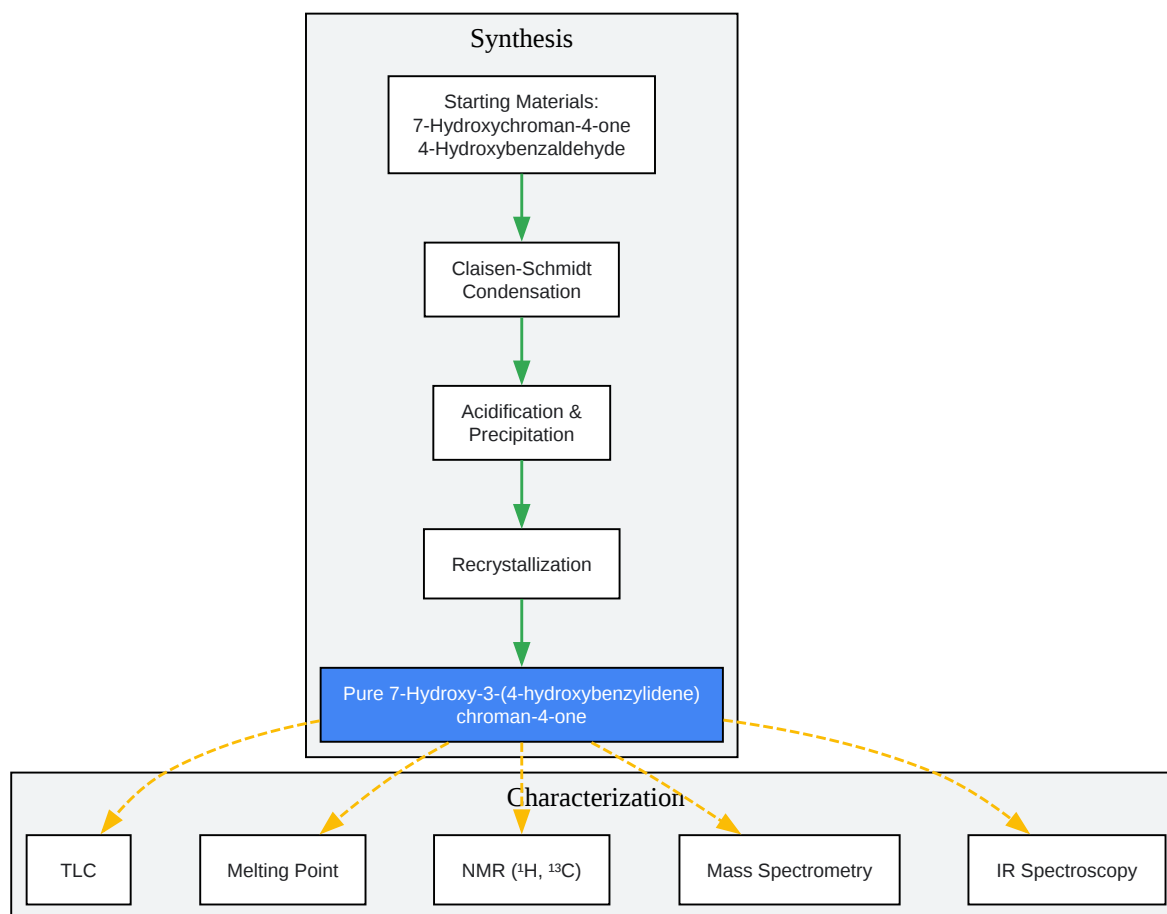 Synthesis
Starting Materials:
7-Hydroxychroman-4-one
4-Hydroxybenzaldehyde
Claisen-Schmidt
Condensation
Acidification &
Precipitation
Recrystallization
Pure 7-Hydroxy-3-(4-hydroxybenzylidene)
chroman-4-one
Characterization
TLC
Melting Point
NMR (¹H, ¹³C)
Mass Spectrometry
IR Spectroscopy